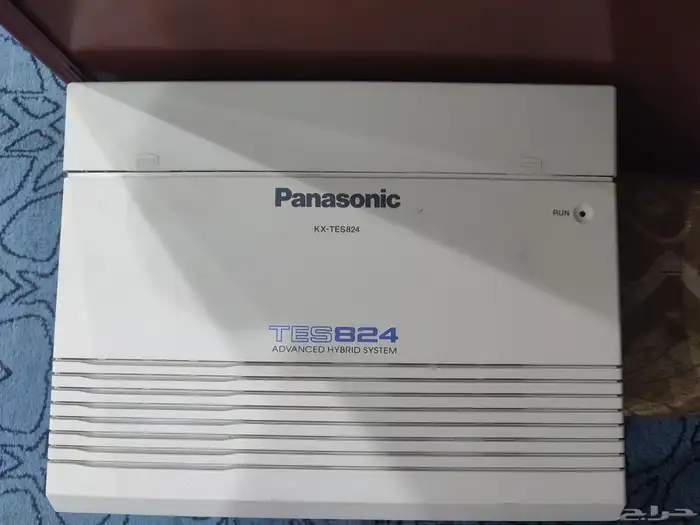 Panasonic
KX-TES824
RUN
TES824
ADVANCED HYBRID SYSTEM
حراج